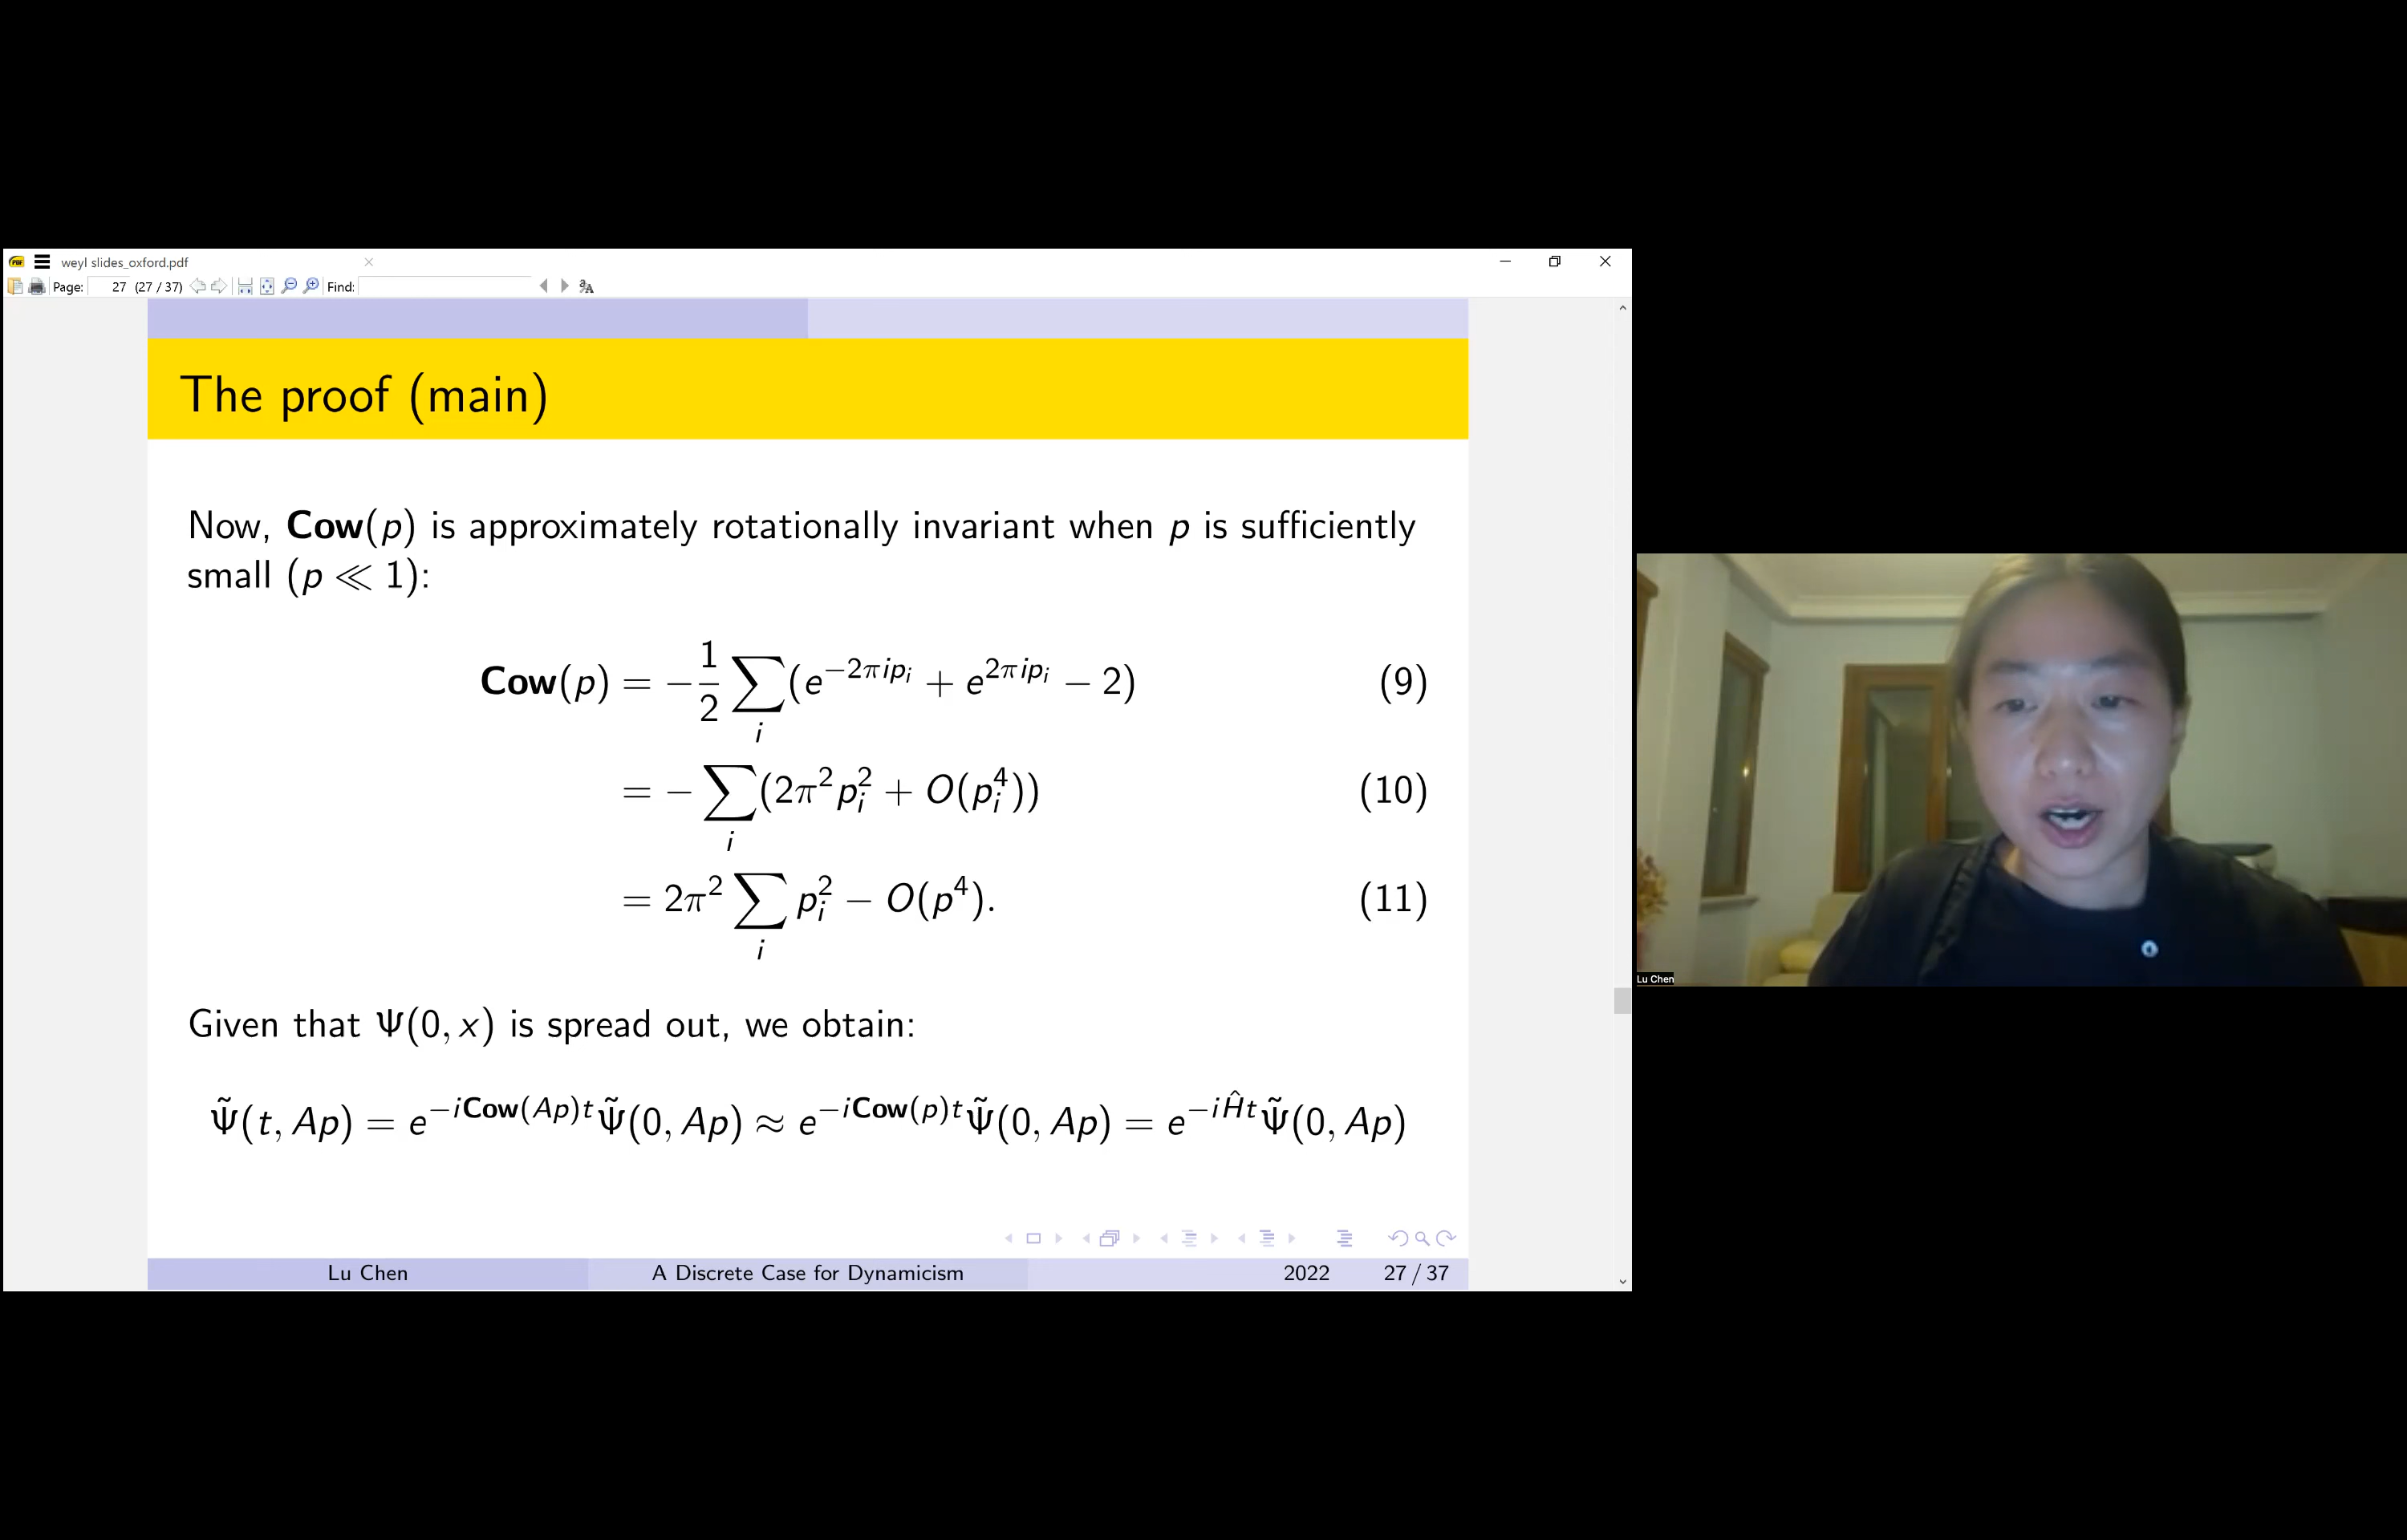 weyl slides_oxford.pdf
Page: 27 (27 / 37) Find:
The proof (main)
Now, Cow(p) is approximately rotationally invariant when p is sufficiently
small (p ≪ 1):
Cow(p) = −1/2 ∑_i (e^{−2πip_i} + e^{2πip_i} − 2) (9)
= − ∑_i (2π²p_i² + O(p_i⁴)) (10)
= 2π² ∑_i p_i² − O(p⁴). (11)
Given that Ψ(0, x) is spread out, we obtain:
Ψ̃(t, Ap) = e^{−iCow(Ap)t}Ψ̃(0, Ap) ≈ e^{−iCow(p)t}Ψ̃(0, Ap) = e^{−iĤt}Ψ̃(0, Ap)
Lu Chen A Discrete Case for Dynamicism 2022 27 / 37
Lu Chen